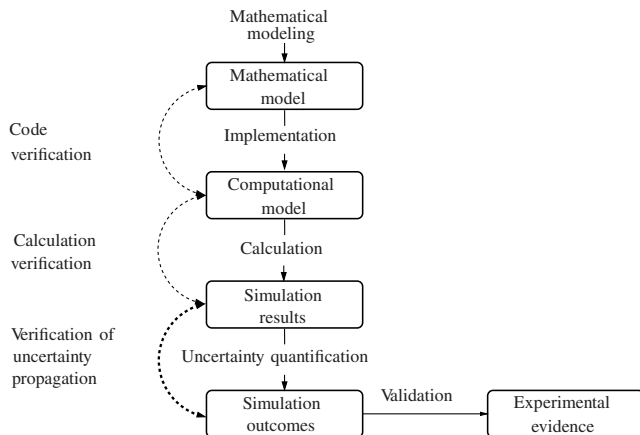 Mathematical
modeling
Mathematical
model
Code
verification
Implementation
Computational
model
Calculation
verification
Calculation
Simulation
results
Verification of
uncertainty
propagation
Uncertainty quantification
Simulation
outcomes
Validation
Experimental
evidence